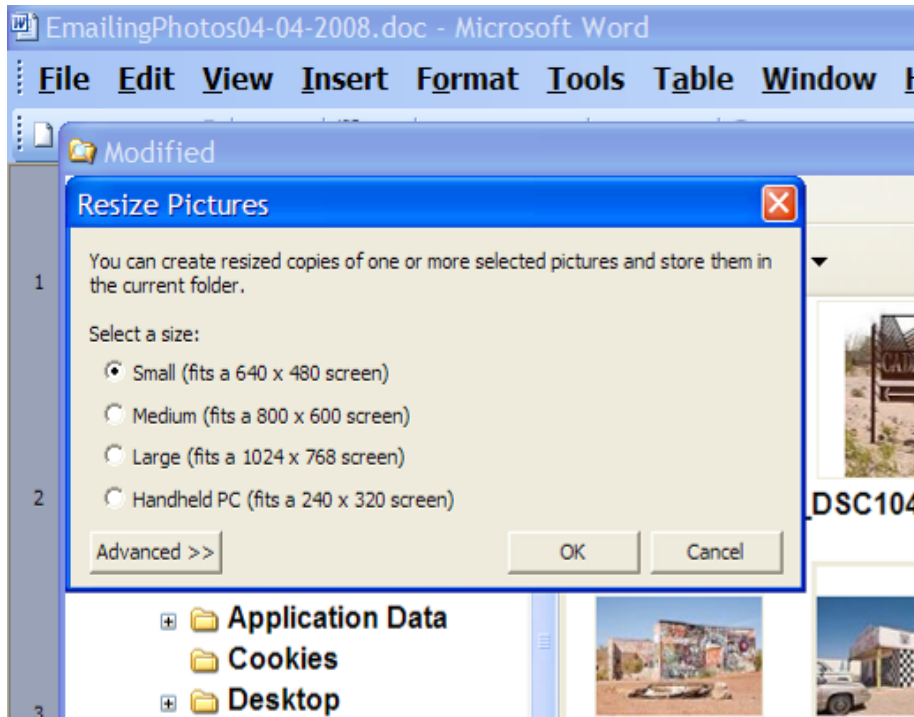 EmailingPhotos04-04-2008.doc - Microsoft Word
File Edit View Insert Format Tools Table Window
Modified
Resize Pictures
You can create resized copies of one or more selected pictures and store them in
the current folder.
Select a size:
Small (fits a 640 x 480 screen)
Medium (fits a 800 x 600 screen)
Large (fits a 1024 x 768 screen)
Handheld PC (fits a 240 x 320 screen)
Advanced >>
OK
Cancel
1
2
3
_DSC104
Application Data
Cookies
Desktop